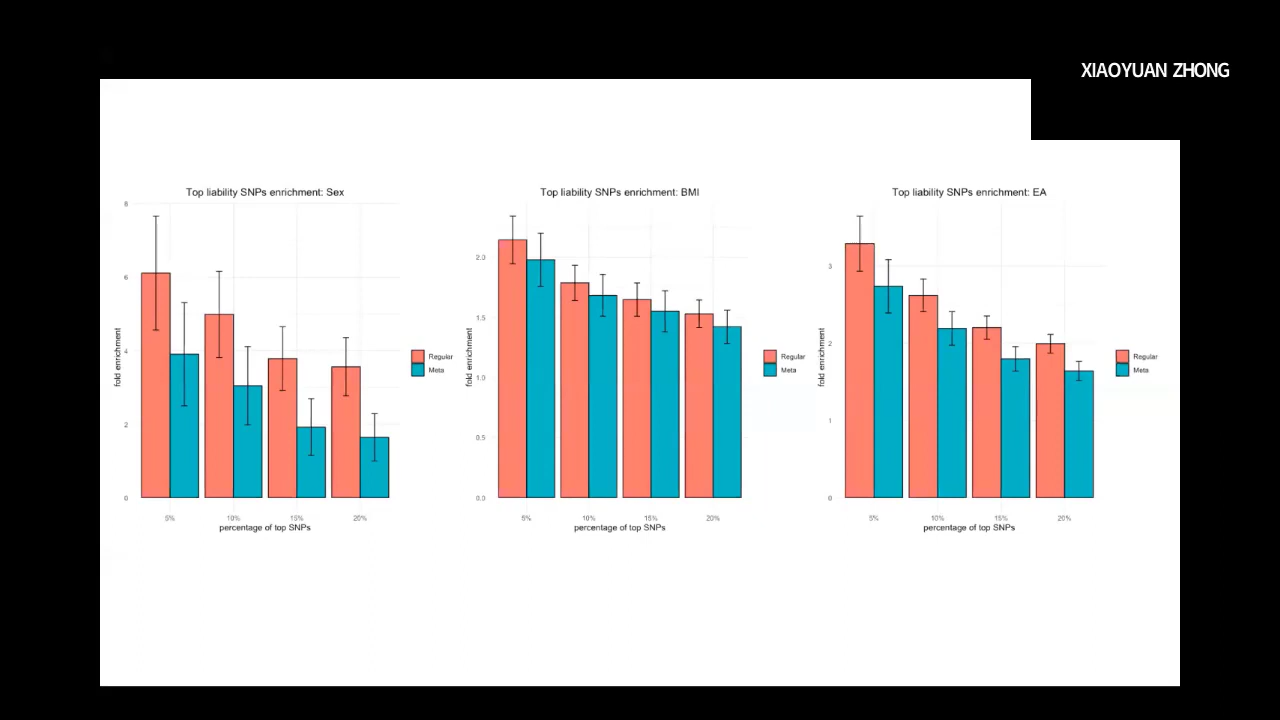 XIAOYUAN ZHONG
Top liability SNPs enrichment: Sex
8
6
4
2
0
fold enrichment
5% 10% 15% 20%
percentage of top SNPs
Regular
Meta
Top liability SNPs enrichment: BMI
2.0
1.5
1.0
0.5
0.0
fold enrichment
5% 10% 15% 20%
percentage of top SNPs
Regular
Meta
Top liability SNPs enrichment: EA
3
2
1
0
fold enrichment
5% 10% 15% 20%
percentage of top SNPs
Regular
Meta